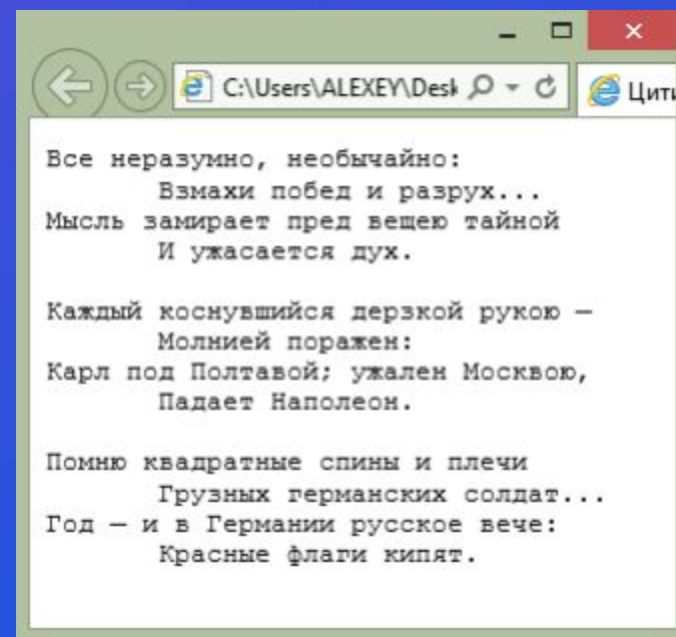 C:\Users\ALEXEY\Desk
Цити
Все неразумно, необычайно:
Взмахи побед и разрух...
Мысль замирает пред вещею тайной
И ужасается дух.
Каждый коснувшийся дерзкой рукою —
Молнией поражен:
Карл под Полтавой; ужален Москвою,
Падает Наполеон.
Помню квадратные спины и плечи
Грузных германских солдат...
Год — и в Германии русское вече:
Красные флаги кипят.